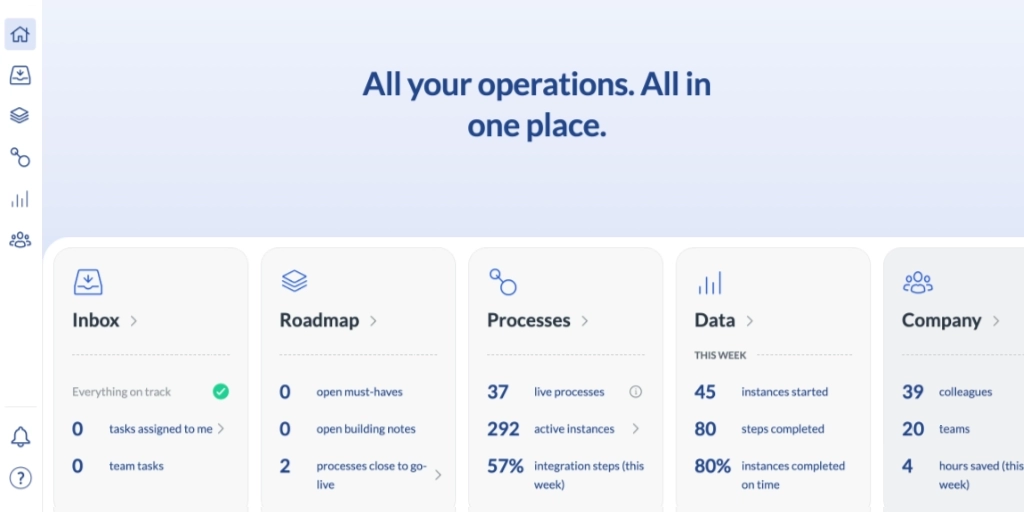 All your operations. All in
one place.
Inbox
Everything on track
0 tasks assigned to me
0 team tasks
Roadmap
0 open must-haves
0 open building notes
2 processes close to go-
live
Processes
37 live processes
292 active instances
57% integration steps (this
week)
Data
THIS WEEK
45 instances started
80 steps completed
80% instances completed
on time
Company
39 colleagues
20 teams
4 hours saved (this
week)
?